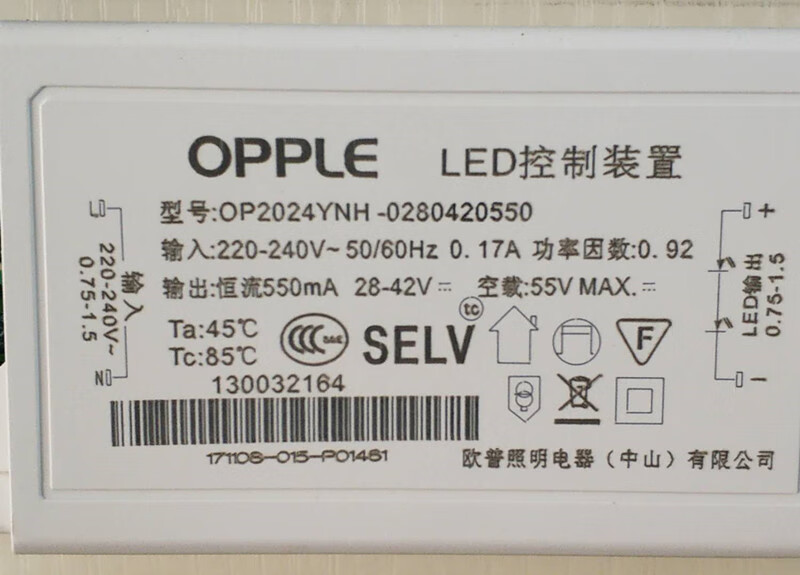 OPPLE LED控制装置
型号:OP2024YNH -0280420550
输入:220-240V~ 50/60Hz 0.17A 功率因数:0.92
输出:恒流550mA 28-42V⎓ 空载:55V MAX.⎓
L
输入
220-240V~
0.75-1.5
N
Ta:45℃
Tc:85℃
CCC S&E
SELV
tc
F
+
LED输出
0.75-1.5
-
130032164
171108-015-P01461
欧普照明电器（中山）有限公司